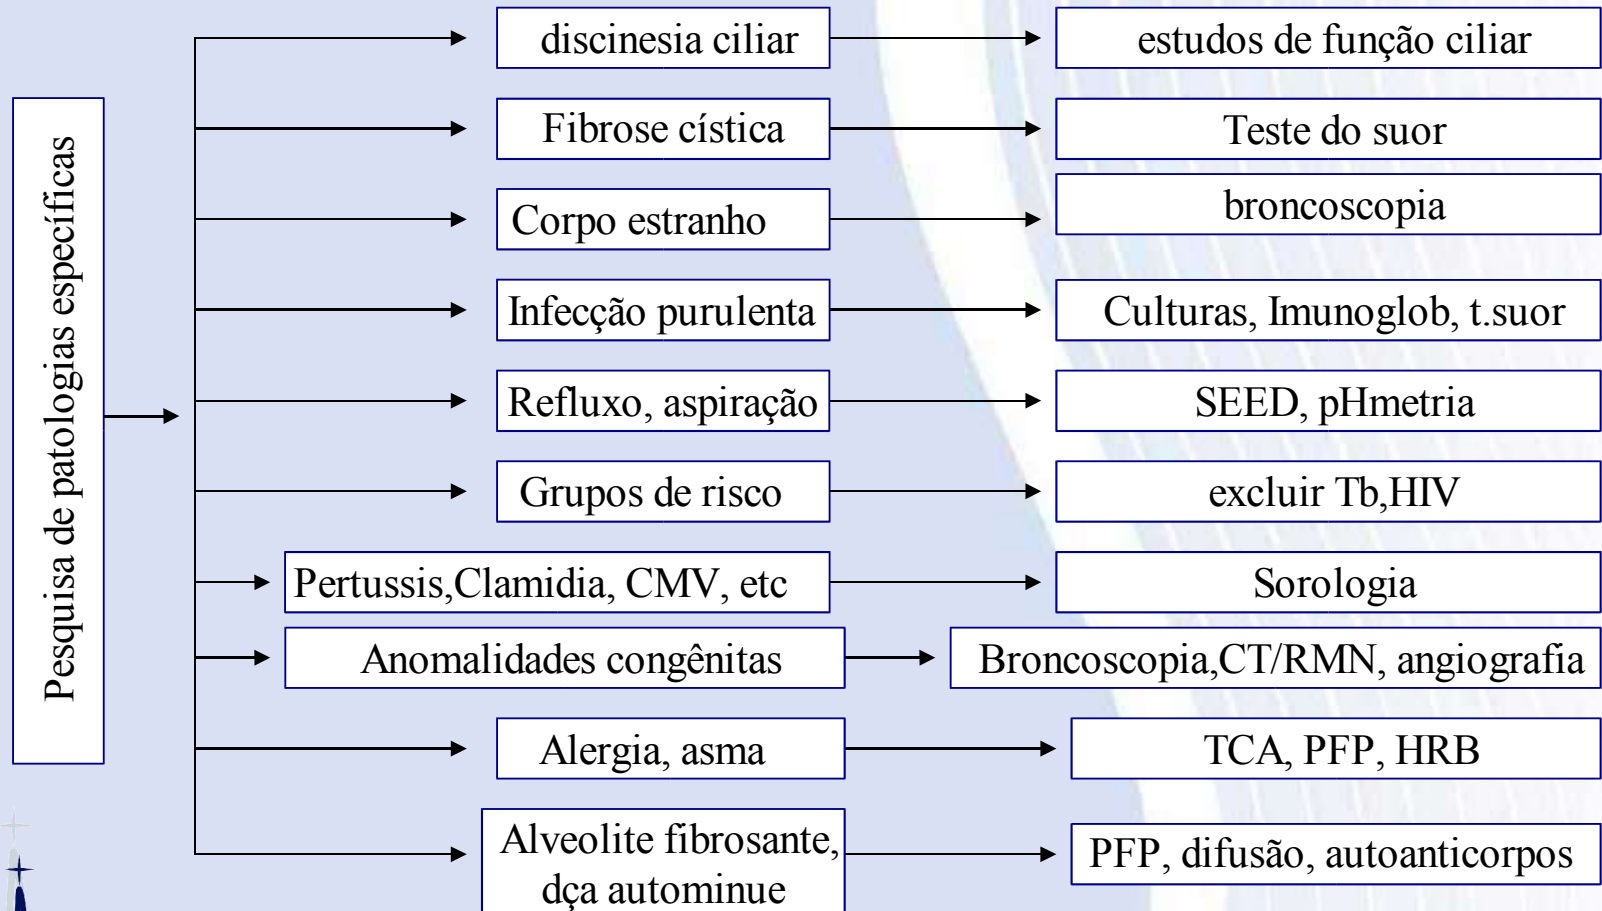 Pesquisa de patologias específicas
discinesia ciliar
estudos de função ciliar
Fibrose cística
Teste do suor
Corpo estranho
broncoscopia
Infecção purulenta
Culturas, Imunoglob, t.suor
Refluxo, aspiração
SEED, pHmetria
Grupos de risco
excluir Tb,HIV
Pertussis,Clamidia, CMV, etc
Sorologia
Anomalidades congênitas
Broncoscopia,CT/RMN, angiografia
Alergia, asma
TCA, PFP, HRB
Alveolite fibrosante,
dça autominue
PFP, difusão, autoanticorpos